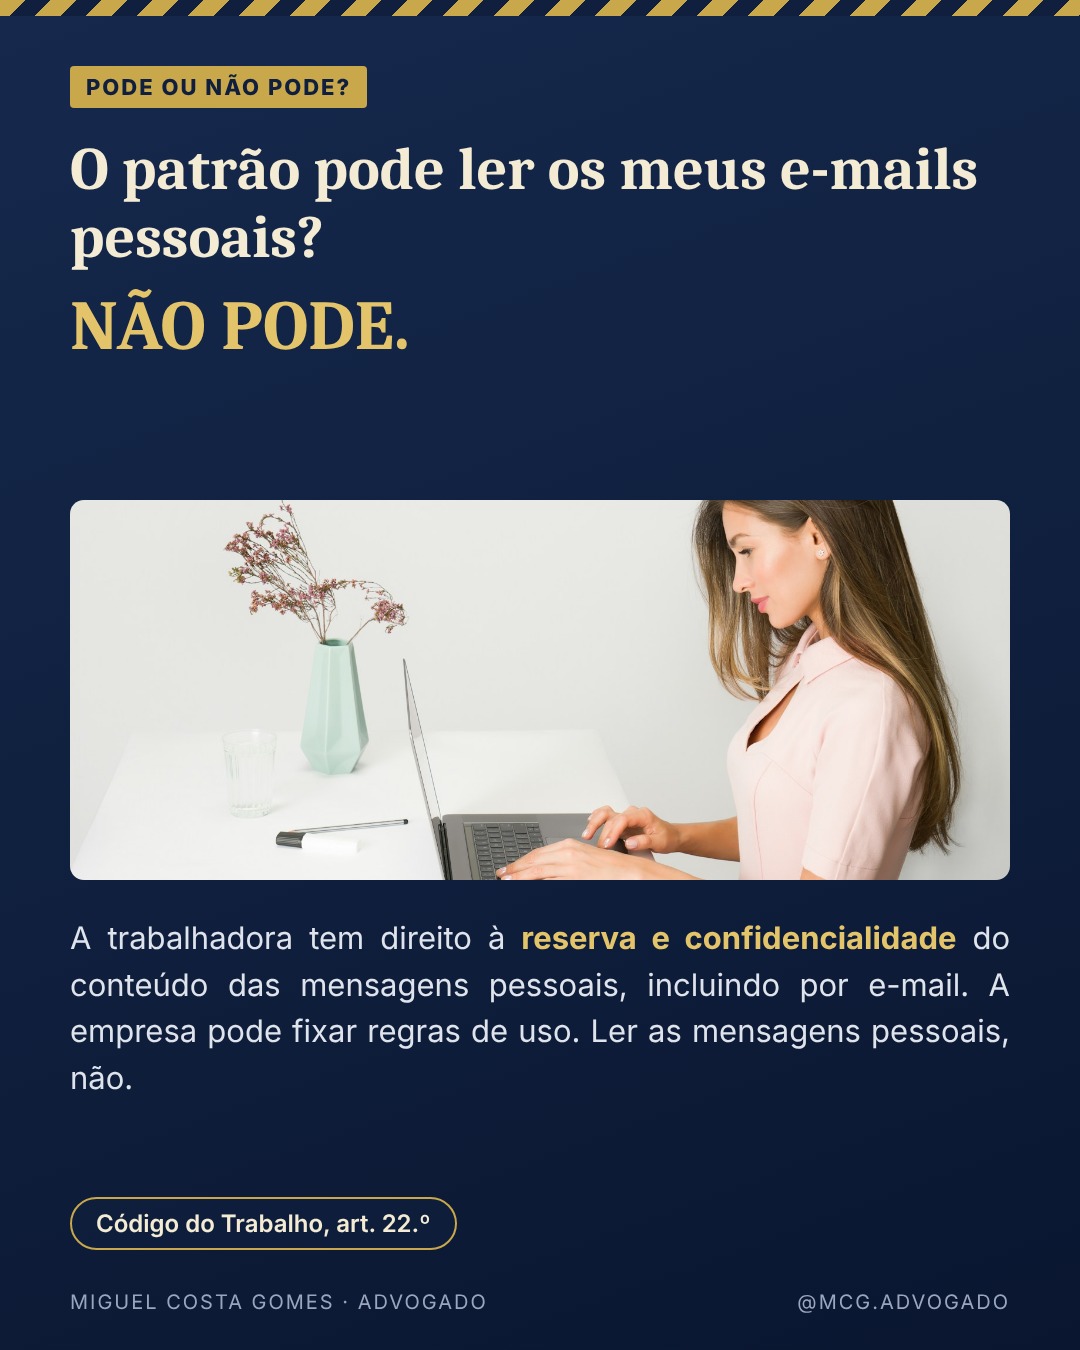 PODE OU NÃO PODE?
O patrão pode ler os meus e-mails
pessoais?
NÃO PODE.
A trabalhadora tem direito à reserva e confidencialidade do
conteúdo das mensagens pessoais, incluindo por e-mail. A
empresa pode fixar regras de uso. Ler as mensagens pessoais,
não.
Código do Trabalho, art. 22.º
MIGUEL COSTA GOMES · ADVOGADO
@MCG.ADVOGADO